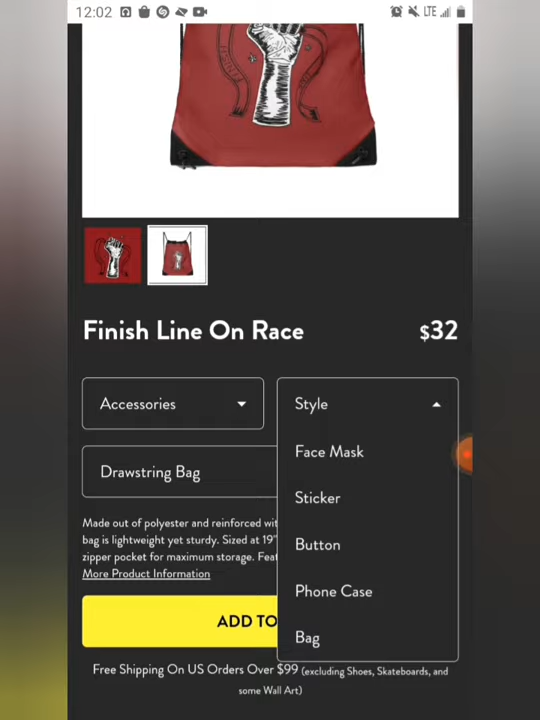 12:02
LTE
Finish Line On Race
$32
Accessories
Style
Face Mask
Drawstring Bag
Sticker
Made out of polyester and reinforced wit
bag is lightweight yet sturdy. Sized at 19"
Button
zipper pocket for maximum storage. Feat
More Product Information
Phone Case
ADD TO
Bag
Free Shipping On US Orders Over $99 (excluding Shoes, Skateboards, and
some Wall Art)